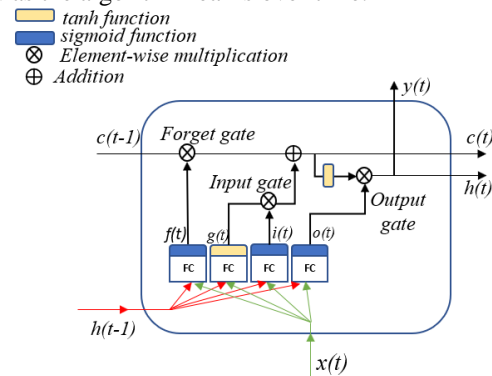 tanh function
sigmoid function
Element-wise multiplication
Addition
y(t)
c(t-1)
Forget gate
c(t)
Input gate
h(t)
Output
gate
f(t)
g(t)
i(t)
o(t)
FC
FC
FC
FC
h(t-1)
x(t)